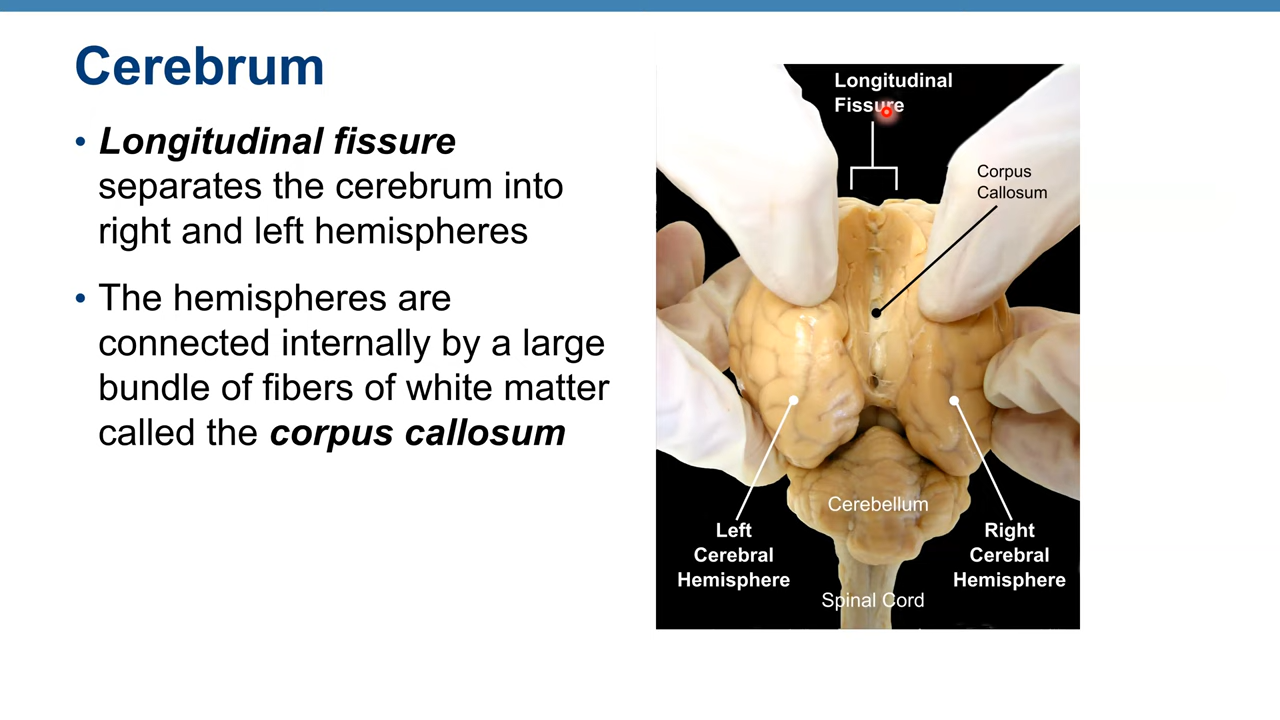 Cerebrum
• Longitudinal fissure
separates the cerebrum into
right and left hemispheres
• The hemispheres are
connected internally by a large
bundle of fibers of white matter
called the corpus callosum
Longitudinal
Fissure
Corpus
Callosum
Cerebellum
Left
Cerebral
Hemisphere
Right
Cerebral
Hemisphere
Spinal Cord